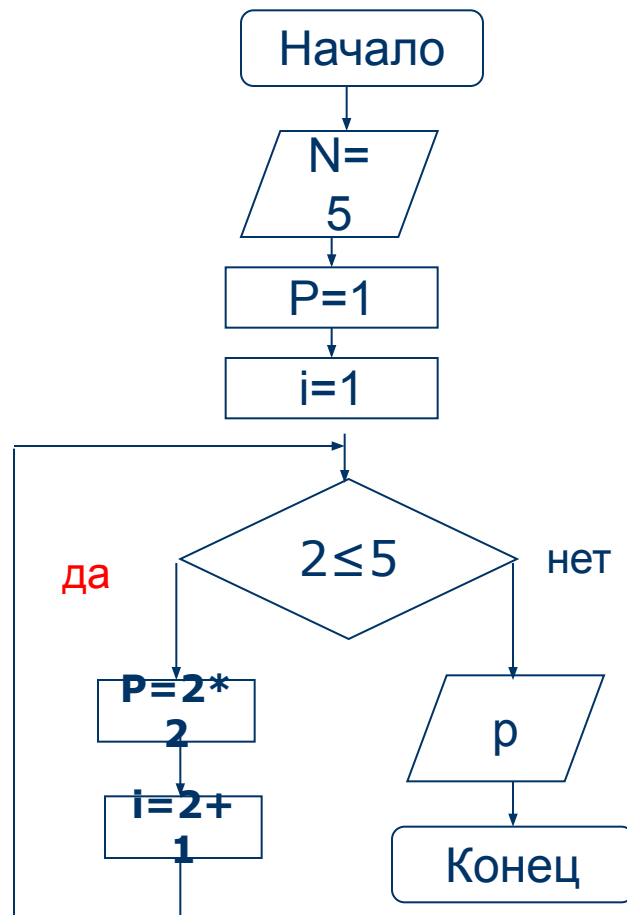 Начало
N=
5
P=1
i=1
2≤5
да
нет
P=2*
2
p
i=2+
1
Конец